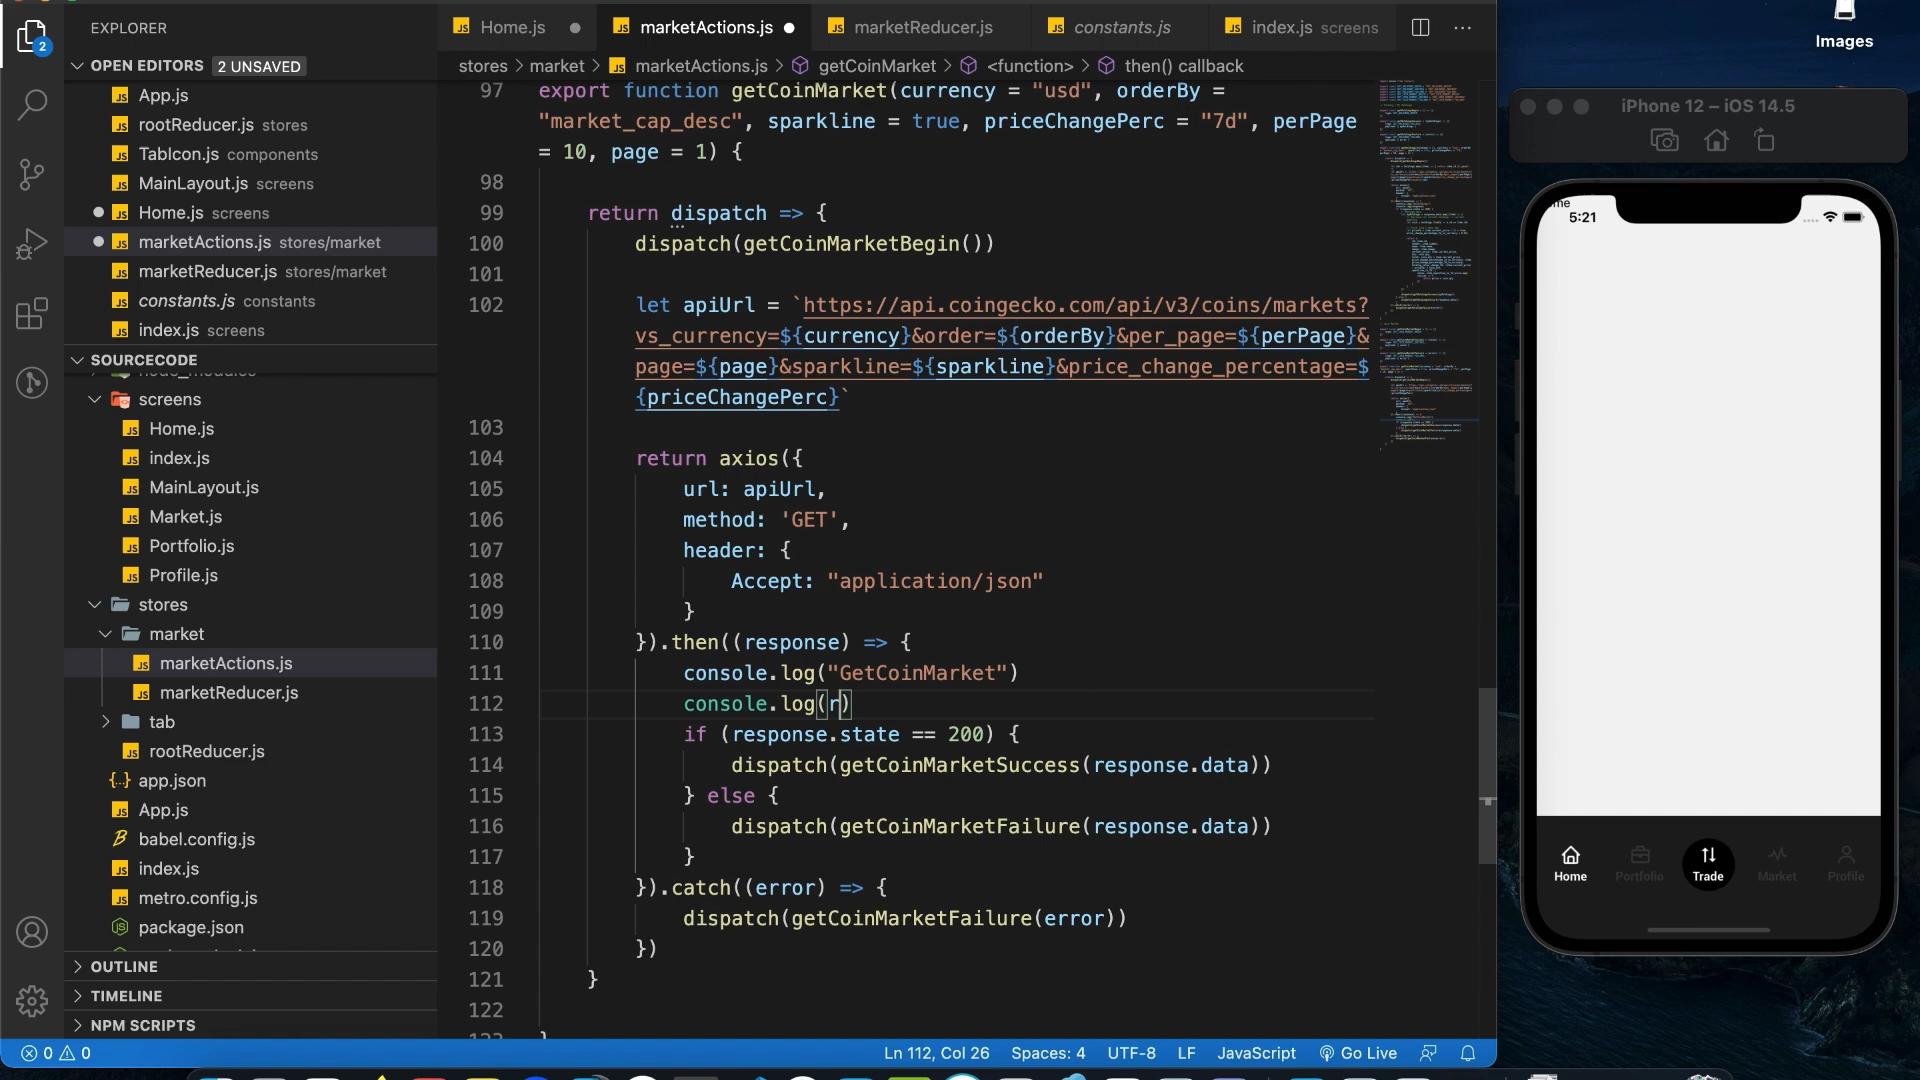 EXPLORER
OPEN EDITORS 2 UNSAVED
App.js
rootReducer.js stores
TabIcon.js components
MainLayout.js screens
Home.js screens
marketActions.js stores/market
marketReducer.js stores/market
constants.js constants
index.js screens
SOURCECODE
node_modules
screens
Home.js
index.js
MainLayout.js
Market.js
Portfolio.js
Profile.js
stores
market
marketActions.js
marketReducer.js
tab
rootReducer.js
app.json
App.js
babel.config.js
index.js
metro.config.js
package.json
OUTLINE
TIMELINE
NPM SCRIPTS
2
Home.js
marketActions.js
marketReducer.js
constants.js
index.js screens
stores > market > marketActions.js > getCoinMarket > <function> > then() callback
97 export function getCoinMarket(currency = "usd", orderBy =
"market_cap_desc", sparkline = true, priceChangePerc = "7d", perPage
= 10, page = 1) {
98
99 return dispatch => {
100 dispatch(getCoinMarketBegin())
101
102 let apiUrl = `https://api.coingecko.com/api/v3/coins/markets?
vs_currency=${currency}&order=${orderBy}&per_page=${perPage}&
page=${page}&sparkline=${sparkline}&price_change_percentage=$
{priceChangePerc}`
103
104 return axios({
105 url: apiUrl,
106 method: 'GET',
107 header: {
108 Accept: "application/json"
109 }
110 }).then((response) => {
111 console.log("GetCoinMarket")
112 console.log(r)
113 if (response.state == 200) {
114 dispatch(getCoinMarketSuccess(response.data))
115 } else {
116 dispatch(getCoinMarketFailure(response.data))
117 }
118 }).catch((error) => {
119 dispatch(getCoinMarketFailure(error))
120 })
121 }
122
0 0
Ln 112, Col 26 Spaces: 4 UTF-8 LF JavaScript Go Live
Images
iPhone 12 – iOS 14.5
5:21
Home Portfolio Trade Market Profile